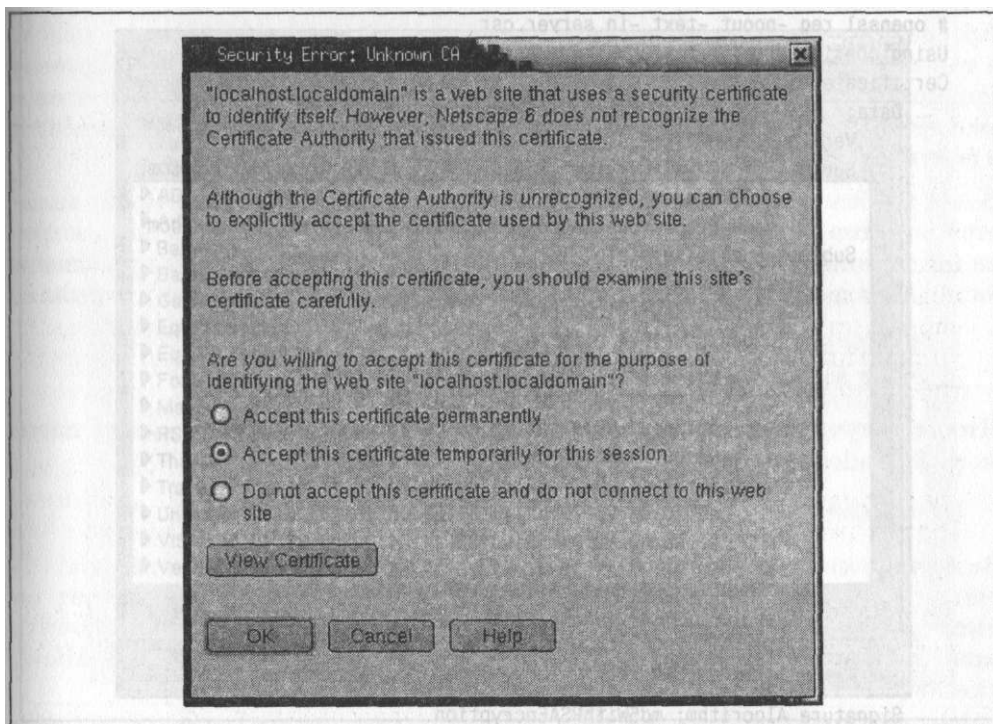 # openssl req -noout -text -in server.csr
Security Error: Unknown CA
"localhost.localdomain" is a web site that uses a security certificate
to identify itself. However, Netscape 6 does not recognize the
Certificate Authority that issued this certificate.
Although the Certificate Authority is unrecognized, you can choose
to explicitly accept the certificate used by this web site.
Before accepting this certificate, you should examine this site's
certificate carefully.
Are you willing to accept this certificate for the purpose of
identifying the web site "localhost.localdomain"?
Accept this certificate permanently
Accept this certificate temporarily for this session
Do not accept this certificate and do not connect to this web
site
View Certificate
OK Cancel Help
Signature Algorithm: md5WithRSAEncryption